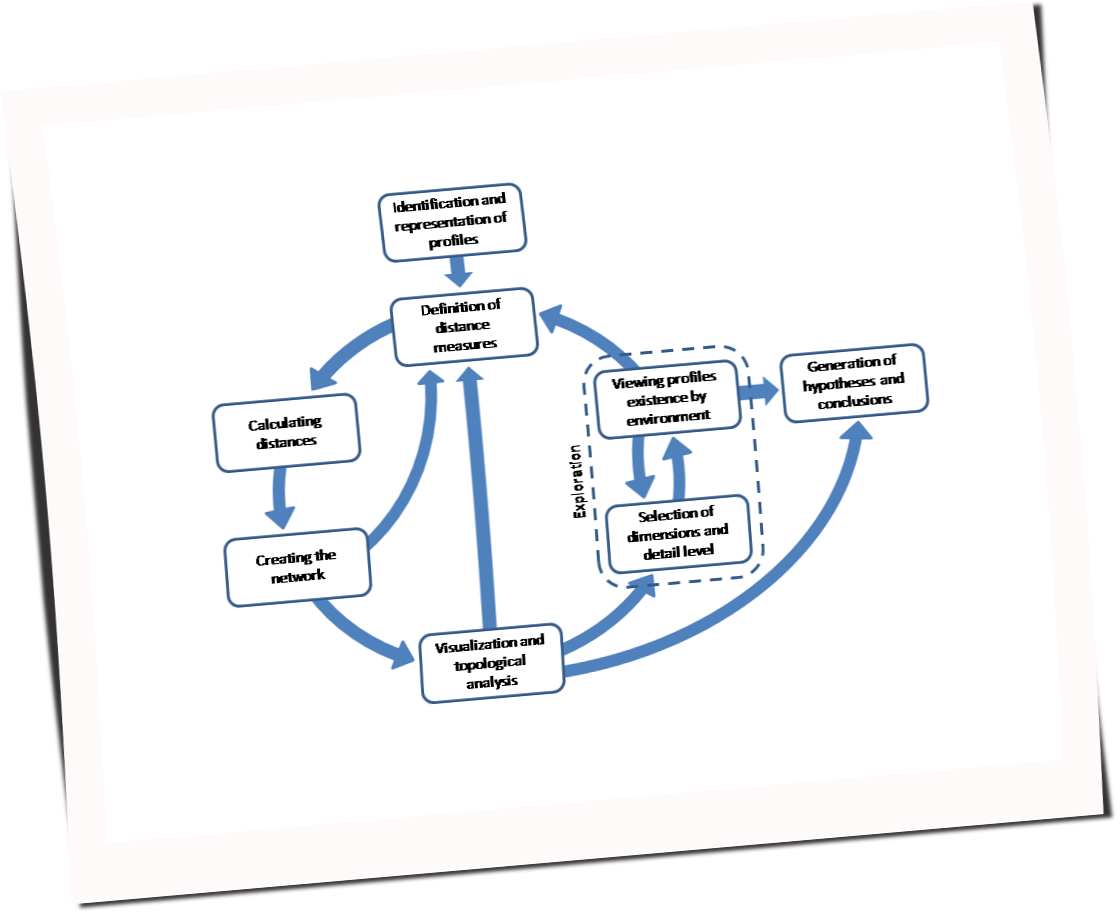 Identification and
representation of
profiles
Definition of
distance
measures
Calculating
distances
Creating the
network
Visualization and
topological
analysis
Exploration
Viewing profiles
existence by
environment
Selection of
dimensions and
detail level
Generation of
hypotheses and
conclusions